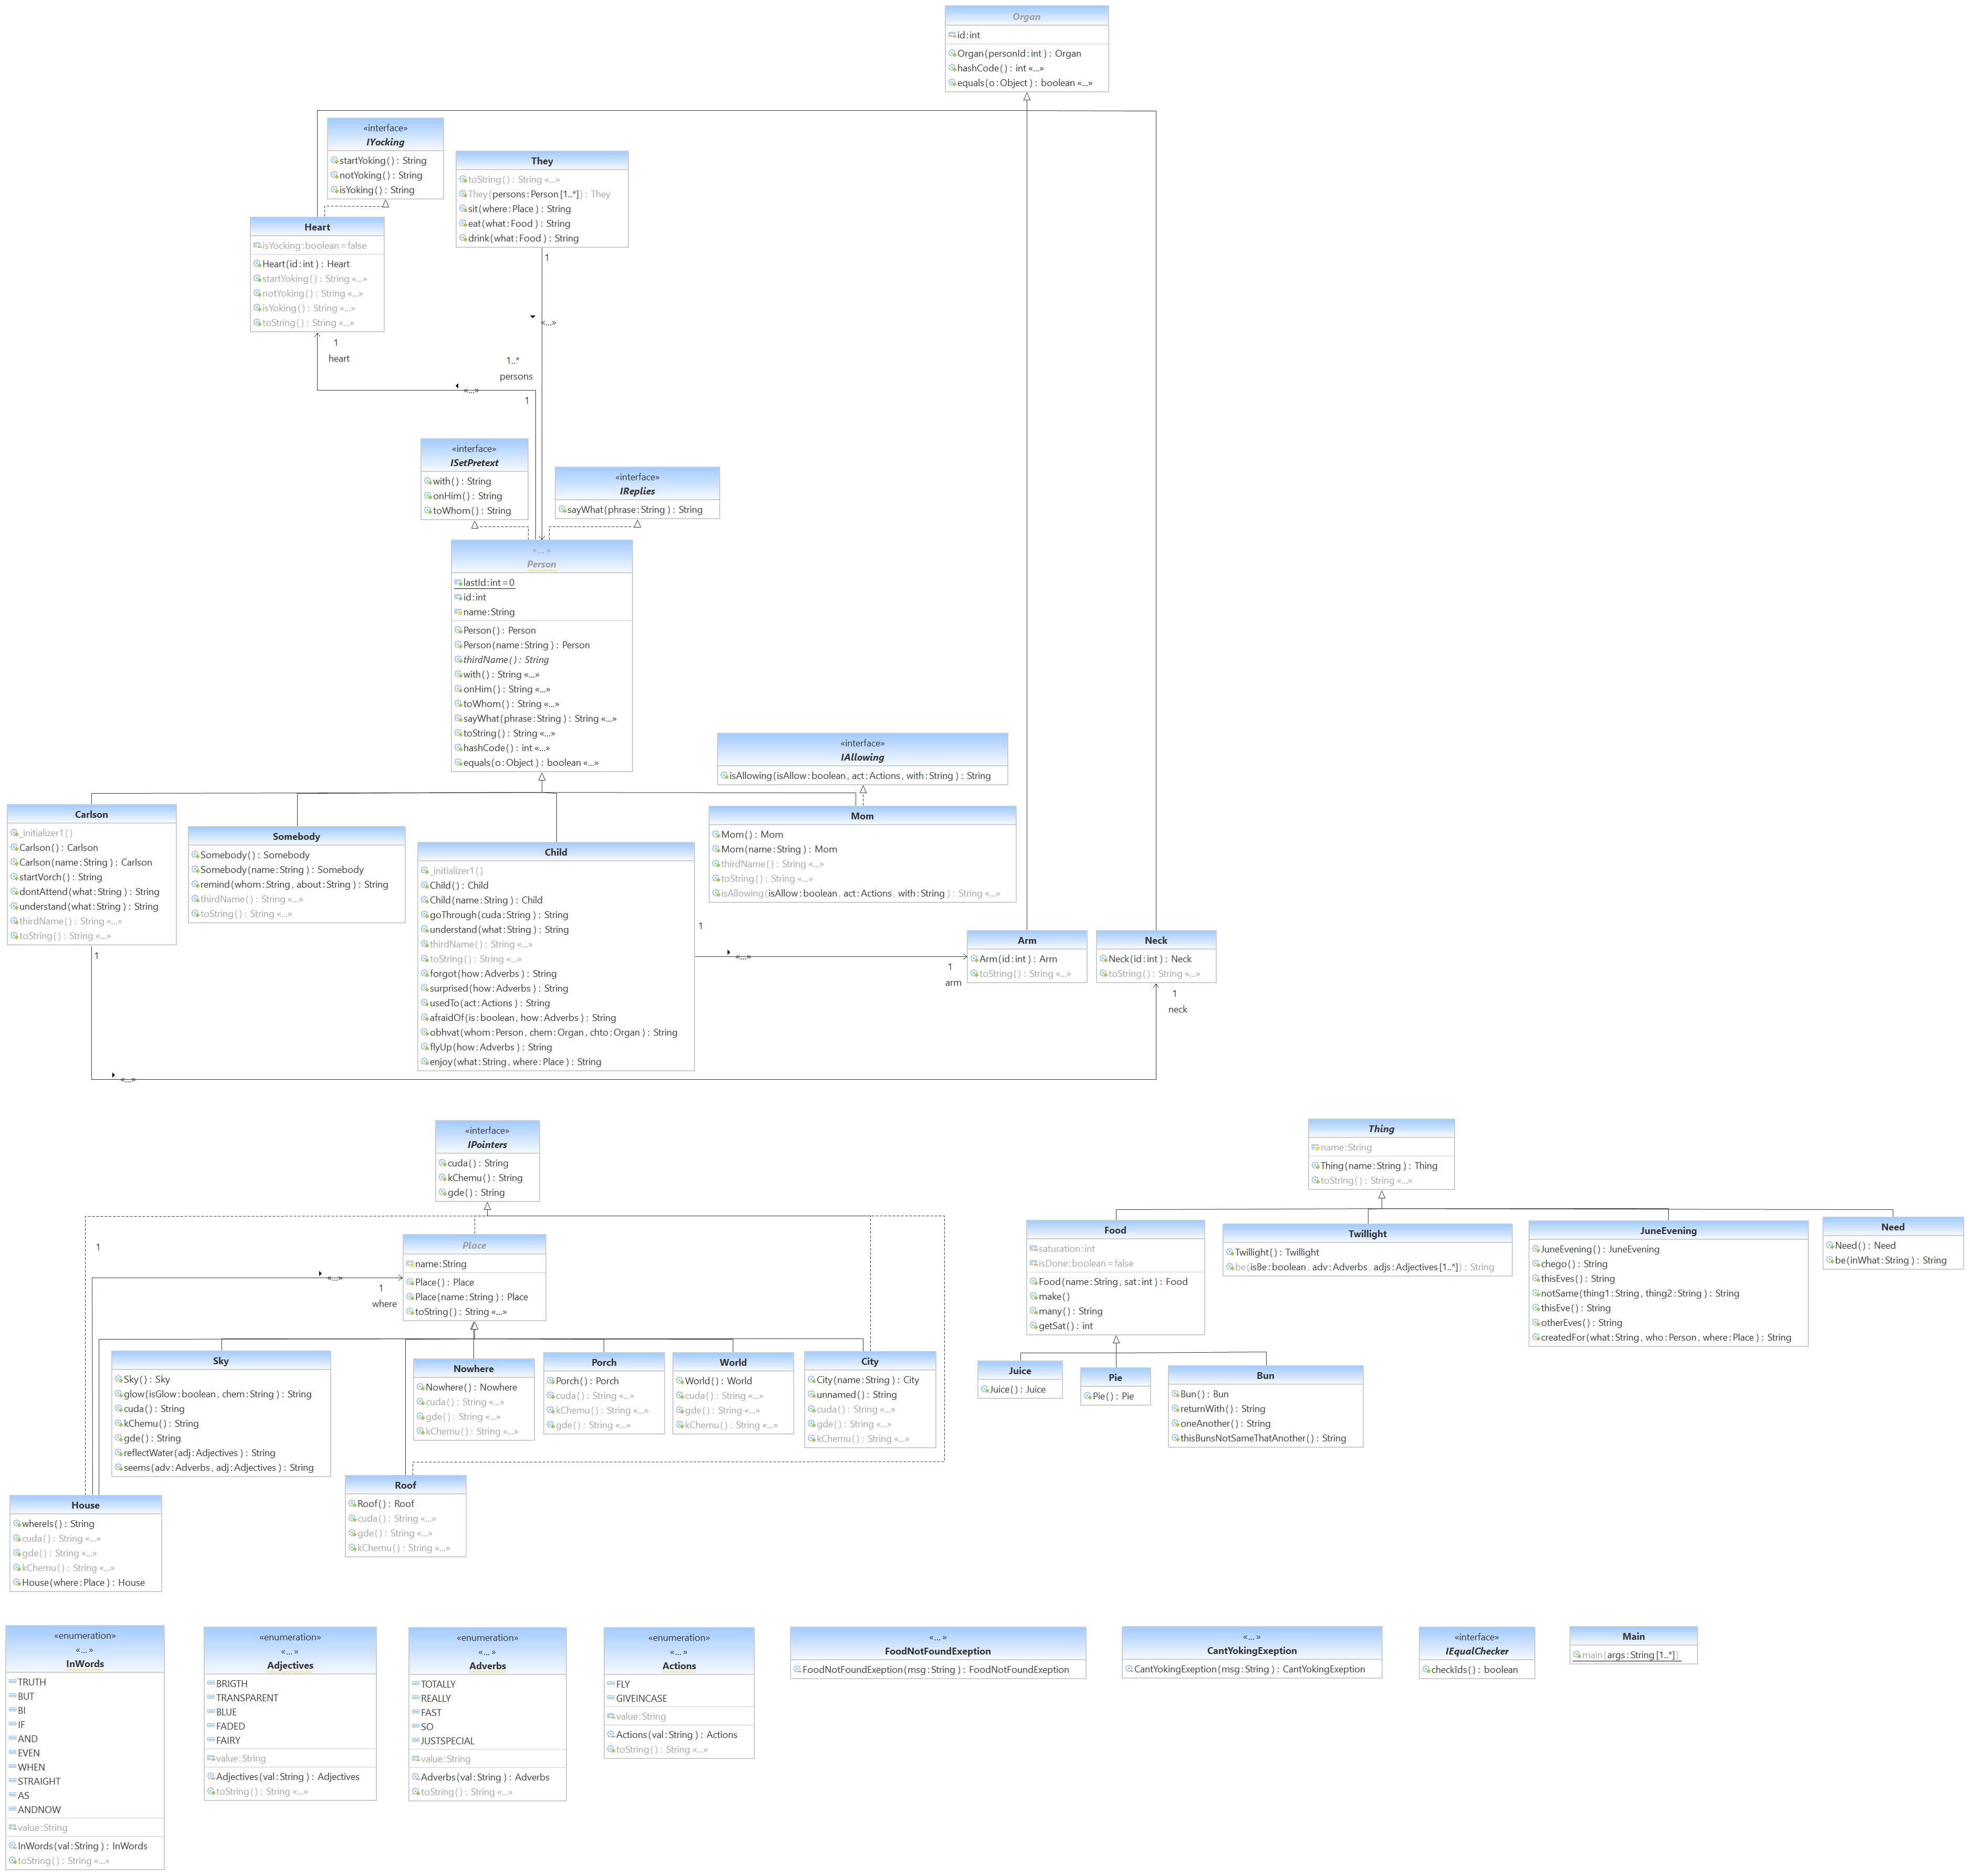 Organ
id:int
Organ(personId:int): Organ
hashCode(): int «...»
equals(o:Object): boolean «...»
«interface»
IYocking
startYoking(): String
notYoking(): String
isYoking(): String
They
toString(): String «...»
They(persons:Person[1..*]): They
sit(where:Place): String
eat(what:Food): String
drink(what:Food): String
Heart
isYocking:boolean=false
Heart(id:int): Heart
startYoking(): String «...»
notYoking(): String «...»
isYoking(): String «...»
toString(): String «...»
1
«...»
1
heart
1..*
persons
«...»
1
«interface»
ISetPretext
with(): String
onHim(): String
toWhom(): String
«interface»
IReplies
sayWhat(phrase:String): String
«... »
Person
lastId:int=0
id:int
name:String
Person(): Person
Person(name:String): Person
thirdName(): String
with(): String «...»
onHim(): String «...»
toWhom(): String «...»
sayWhat(phrase:String): String «...»
toString(): String «...»
hashCode(): int «...»
equals(o:Object): boolean «...»
«interface»
IAllowing
isAllowing(isAllow:boolean, act:Actions, with:String): String
Carlson
_initializer1()
Carlson(): Carlson
Carlson(name:String): Carlson
startVorch(): String
dontAttend(what:String): String
understand(what:String): String
thirdName(): String «...»
toString(): String «...»
Somebody
Somebody(): Somebody
Somebody(name:String): Somebody
remind(whom:String, about:String): String
thirdName(): String «...»
toString(): String «...»
Child
_initializer1()
Child(): Child
Child(name:String): Child
goThrough(cuda:String): String
understand(what:String): String
thirdName(): String «...»
toString(): String «...»
forgot(how:Adverbs): String
surprised(how:Adverbs): String
usedTo(act:Actions): String
afraidOf(is:boolean, how:Adverbs): String
obhvat(whom:Person, chem:Organ, chto:Organ): String
flyUp(how:Adverbs): String
enjoy(what:String, where:Place): String
Mom
Mom(): Mom
Mom(name:String): Mom
thirdName(): String «...»
toString(): String «...»
isAllowing(isAllow:boolean, act:Actions, with:String): String «...»
1
«...»
1
arm
Arm
Arm(id:int): Arm
toString(): String «...»
Neck
Neck(id:int): Neck
toString(): String «...»
1
neck
1
«...»
«interface»
IPointers
cuda(): String
kChemu(): String
gde(): String
Thing
name:String
Thing(name:String): Thing
toString(): String «...»
1
«...»
1
where
Place
name:String
Place(): Place
Place(name:String): Place
toString(): String «...»
Food
saturation:int
isDone:boolean=false
Food(name:String, sat:int): Food
make()
many(): String
getSat(): int
Twillight
Twillight(): Twillight
be(isBe:boolean, adv:Adverbs, adjs:Adjectives[1..*]): String
JuneEvening
JuneEvening(): JuneEvening
chego(): String
thisEves(): String
notSame(thing1:String, thing2:String): String
thisEve(): String
otherEves(): String
createdFor(what:String, who:Person, where:Place): String
Need
Need(): Need
be(inWhat:String): String
Sky
Sky(): Sky
glow(isGlow:boolean, chem:String): String
cuda(): String
kChemu(): String
gde(): String
reflectWater(adj:Adjectives): String
seems(adv:Adverbs, adj:Adjectives): String
Nowhere
Nowhere(): Nowhere
cuda(): String «...»
gde(): String «...»
kChemu(): String «...»
Porch
Porch(): Porch
cuda(): String «...»
kChemu(): String «...»
gde(): String «...»
World
World(): World
cuda(): String «...»
gde(): String «...»
kChemu(): String «...»
City
City(name:String): City
unnamed(): String
cuda(): String «...»
gde(): String «...»
kChemu(): String «...»
Juice
Juice(): Juice
Pie
Pie(): Pie
Bun
Bun(): Bun
returnWith(): String
oneAnother(): String
thisBunsNotSameThatAnother(): String
House
whereIs(): String
cuda(): String «...»
gde(): String «...»
kChemu(): String «...»
House(where:Place): House
Roof
Roof(): Roof
cuda(): String «...»
gde(): String «...»
kChemu(): String «...»
«enumeration»
«... »
InWords
TRUTH
BUT
BI
IF
AND
EVEN
WHEN
STRAIGHT
AS
ANDNOW
value:String
InWords(val:String): InWords
toString(): String «...»
«enumeration»
«... »
Adjectives
BRIGTH
TRANSPARENT
BLUE
FADED
FAIRY
value:String
Adjectives(val:String): Adjectives
toString(): String «...»
«enumeration»
«... »
Adverbs
TOTALLY
REALLY
FAST
SO
JUSTSPECIAL
value:String
Adverbs(val:String): Adverbs
toString(): String «...»
«enumeration»
«... »
Actions
FLY
GIVEINCASE
value:String
Actions(val:String): Actions
toString(): String «...»
«... »
FoodNotFoundExeption
FoodNotFoundExeption(msg:String): FoodNotFoundExeption
«... »
CantYokingExeption
CantYokingExeption(msg:String): CantYokingExeption
«interface»
IEqualChecker
checkIds(): boolean
Main
main(args:String[1..*])